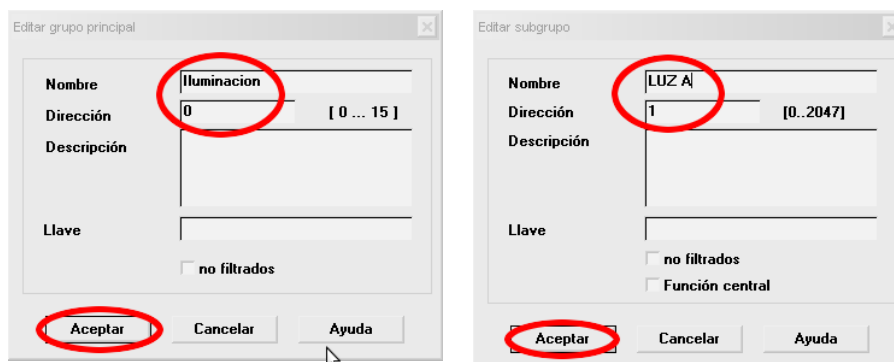 Editar grupo principal
Nombre Iluminacion
Dirección 0 [ 0 ... 15 ]
Descripción
Llave
no filtrados
Aceptar Cancelar Ayuda
Editar subgrupo
Nombre LUZ A
Dirección 1 [0..2047]
Descripción
Llave
no filtrados
Función central
Aceptar Cancelar Ayuda